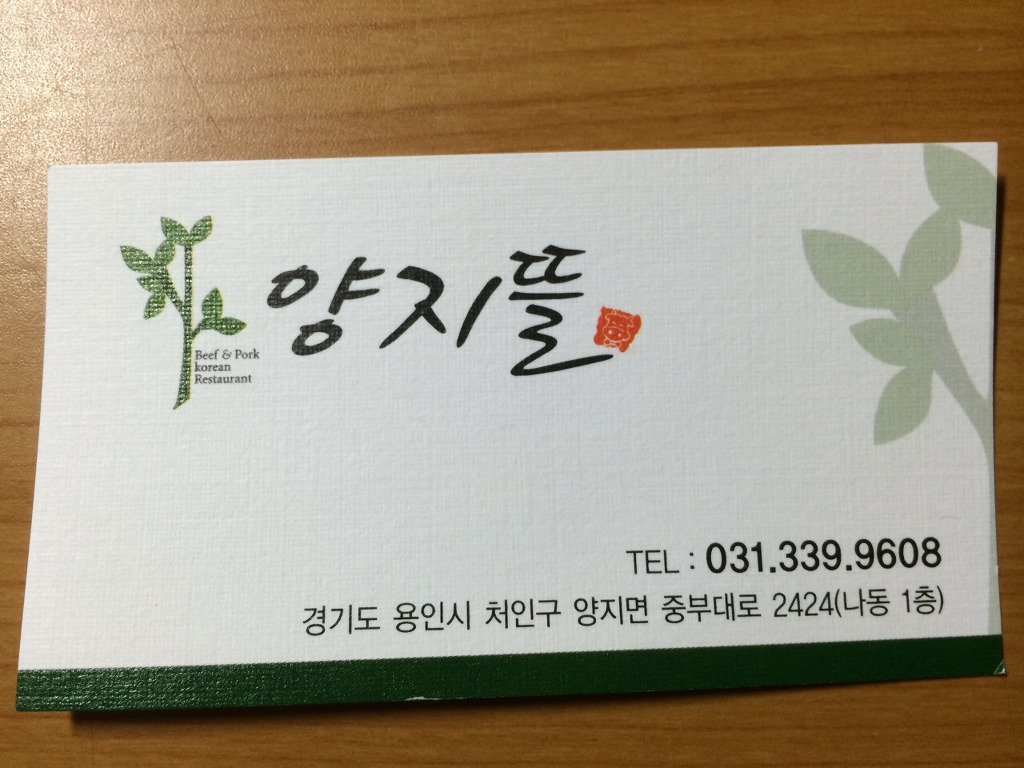 양지뜰
Beef & Pork
korean
Restaurant
TEL : 031.339.9608
경기도 용인시 처인구 양지면 중부대로 2424(나동 1층)